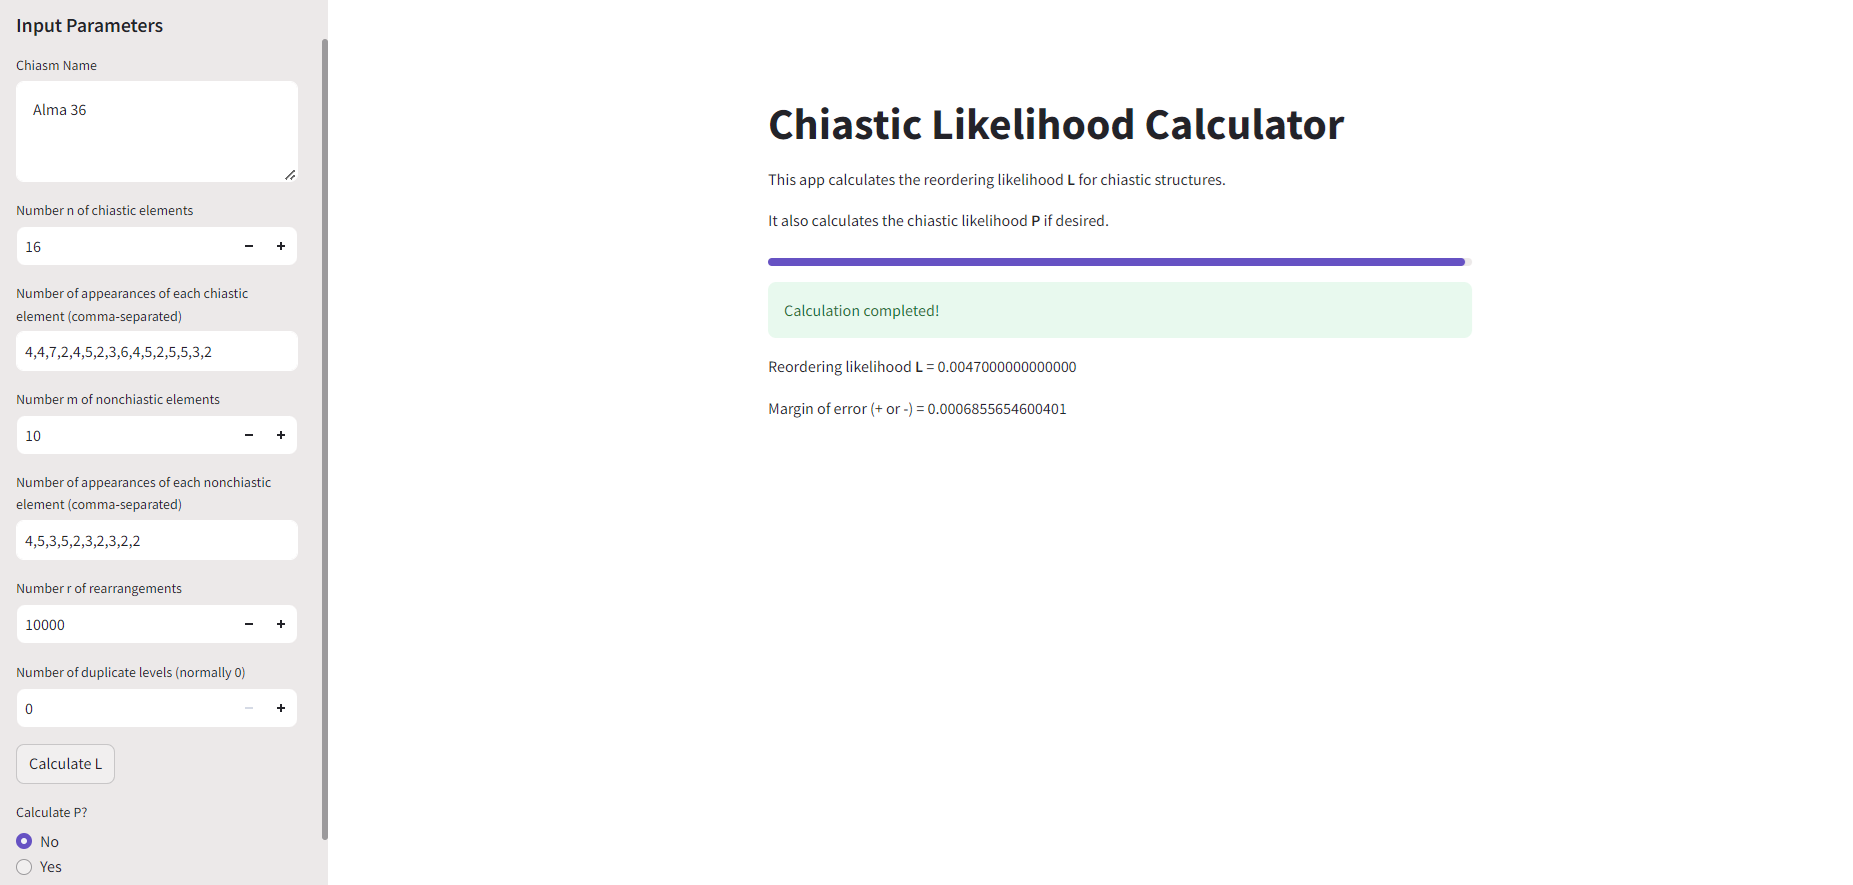 Input Parameters
Chiasm Name
Alma 36
Number n of chiastic elements
16
Number of appearances of each chiastic
element (comma-separated)
4,4,7,2,4,5,2,3,6,4,5,2,5,5,3,2
Number m of nonchiastic elements
10
Number of appearances of each nonchiastic
element (comma-separated)
4,5,3,5,2,3,2,3,2,2
Number r of rearrangements
10000
Number of duplicate levels (normally 0)
0
Calculate L
Calculate P?
No
Yes
Chiastic Likelihood Calculator
This app calculates the reordering likelihood L for chiastic structures.
It also calculates the chiastic likelihood P if desired.
Calculation completed!
Reordering likelihood L = 0.0047000000000000
Margin of error (+ or -) = 0.0006855654600401